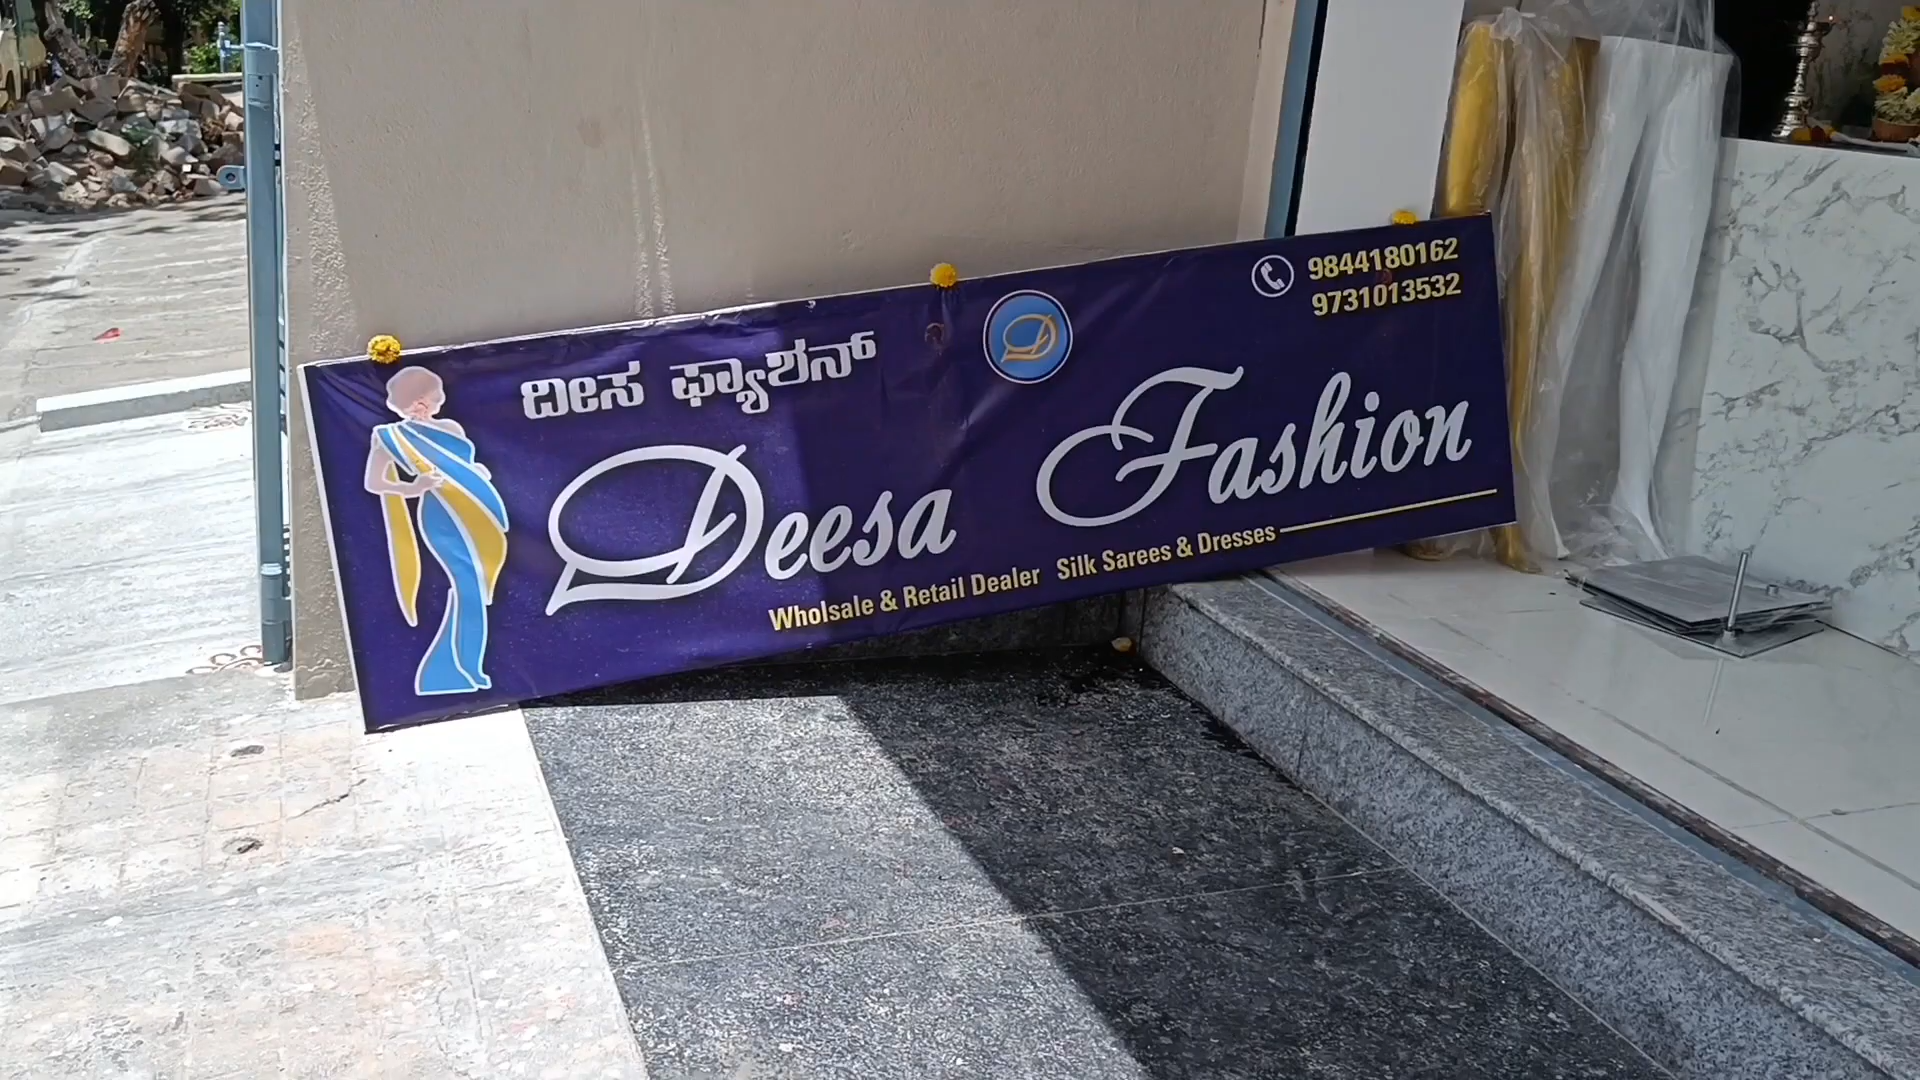 ದೀಸ ಫ್ಯಾಶನ್
D
9844180162
9731013532
Deesa Fashion
Wholsale & Retail Dealer Silk Sarees & Dresses